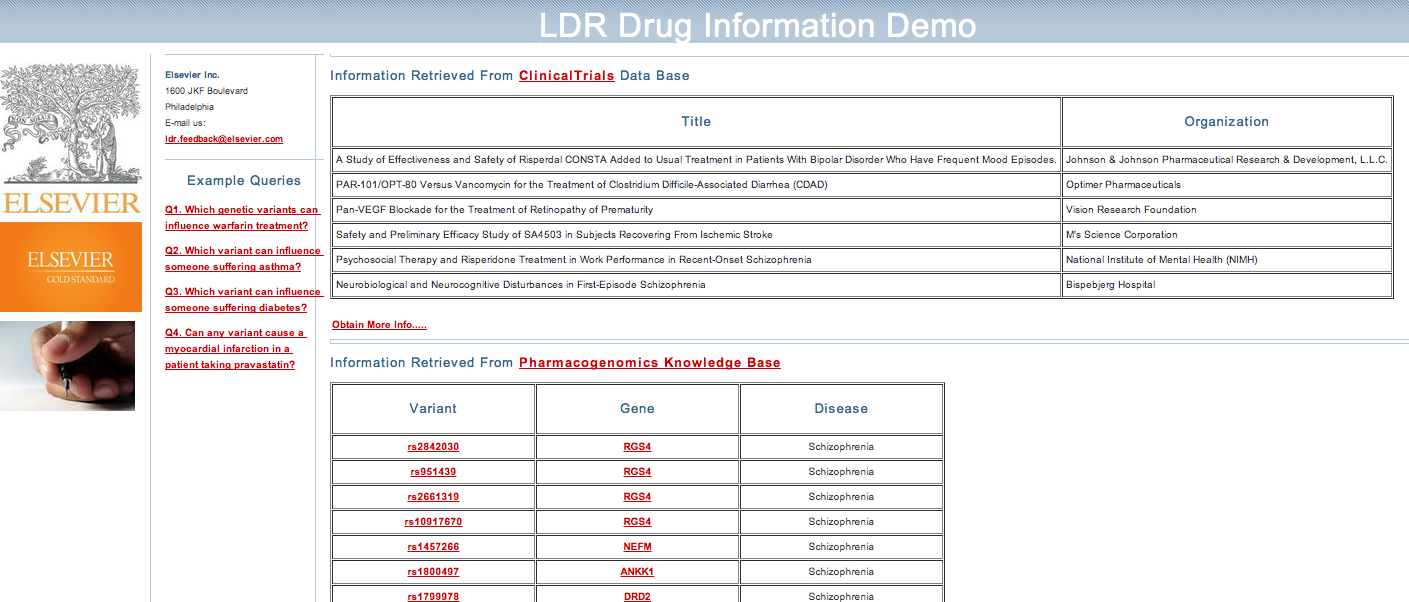 LDR Drug Information Demo
NON SOLUS
ELSEVIER
ELSEVIER
GOLD STANDARD
Elsevier Inc.
1600 JKF Boulevard
Philadelphia
E-mail us:
ldr.feedback@elsevier.com
Example Queries
Q1. Which genetic variants can
influence warfarin treatment?
Q2. Which variant can influence
someone suffering asthma?
Q3. Which variant can influence
someone suffering diabetes?
Q4. Can any variant cause a
myocardial infarction in a
patient taking pravastatin?
Information Retrieved From ClinicalTrials Data Base
Title Organization
A Study of Effectiveness and Safety of Risperdal CONSTA Added to Usual Treatment in Patients With Bipolar Disorder Who Have Frequent Mood Episodes. Johnson & Johnson Pharmaceutical Research & Development, L.L.C.
PAR-101/OPT-80 Versus Vancomycin for the Treatment of Clostridium Difficile-Associated Diarrhea (CDAD) Optimer Pharmaceuticals
Pan-VEGF Blockade for the Treatment of Retinopathy of Prematurity Vision Research Foundation
Safety and Preliminary Efficacy Study of SA4503 in Subjects Recovering From Ischemic Stroke M's Science Corporation
Psychosocial Therapy and Risperidone Treatment in Work Performance in Recent-Onset Schizophrenia National Institute of Mental Health (NIMH)
Neurobiological and Neurocognitive Disturbances in First-Episode Schizophrenia Bispebjerg Hospital
Obtain More Info.....
Information Retrieved From Pharmacogenomics Knowledge Base
Variant Gene Disease
rs2842030 RGS4 Schizophrenia
rs951439 RGS4 Schizophrenia
rs2661319 RGS4 Schizophrenia
rs10917670 RGS4 Schizophrenia
rs1457266 NEFM Schizophrenia
rs1800497 ANKK1 Schizophrenia
rs1799978 DRD2 Schizophrenia